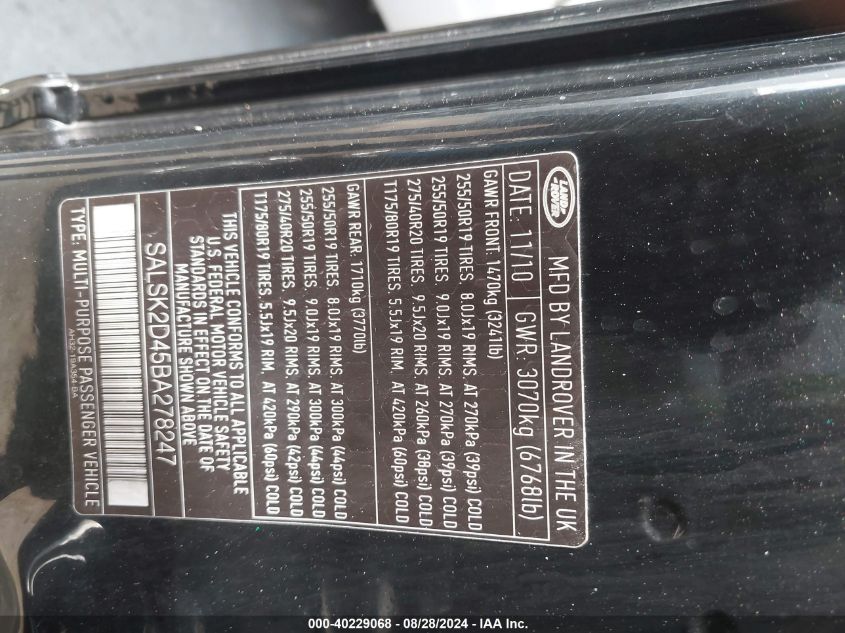 LAND-
ROVER
MFD BY LANDROVER IN THE UK
DATE: 11/10 GWR: 3070kg (6768lb)
GAWR FRONT: 1470kg (3241lb)
255/50R19 TIRES, 8.0Jx19 RIMS, AT 270kPa (39psi) COLD
255/50R19 TIRES, 9.0Jx19 RIMS, AT 270kPa (39psi) COLD
275/40R20 TIRES, 9.5Jx20 RIMS, AT 260kPa (38psi) COLD
T175/80R19 TIRES, 5.5Jx19 RIM, AT 420kPa (60psi) COLD
GAWR REAR: 1710kg (3770lb)
255/50R19 TIRES, 8.0Jx19 RIMS, AT 300kPa (44psi) COLD
255/50R19 TIRES, 9.0Jx19 RIMS, AT 300kPa (44psi) COLD
275/40R20 TIRES, 9.5Jx20 RIMS, AT 290kPa (42psi) COLD
T175/80R19 TIRES, 5.5Jx19 RIM, AT 420kPa (60psi) COLD
THIS VEHICLE CONFORMS TO ALL APPLICABLE
U.S. FEDERAL MOTOR VEHICLE SAFETY
STANDARDS IN EFFECT ON THE DATE OF
MANUFACTURE SHOWN ABOVE
SALSK2D45BA278247
TYPE: MULTI-PURPOSE PASSENGER VEHICLE
AH32-19A354-BA
000-40229068 - 08/28/2024 - IAA Inc.